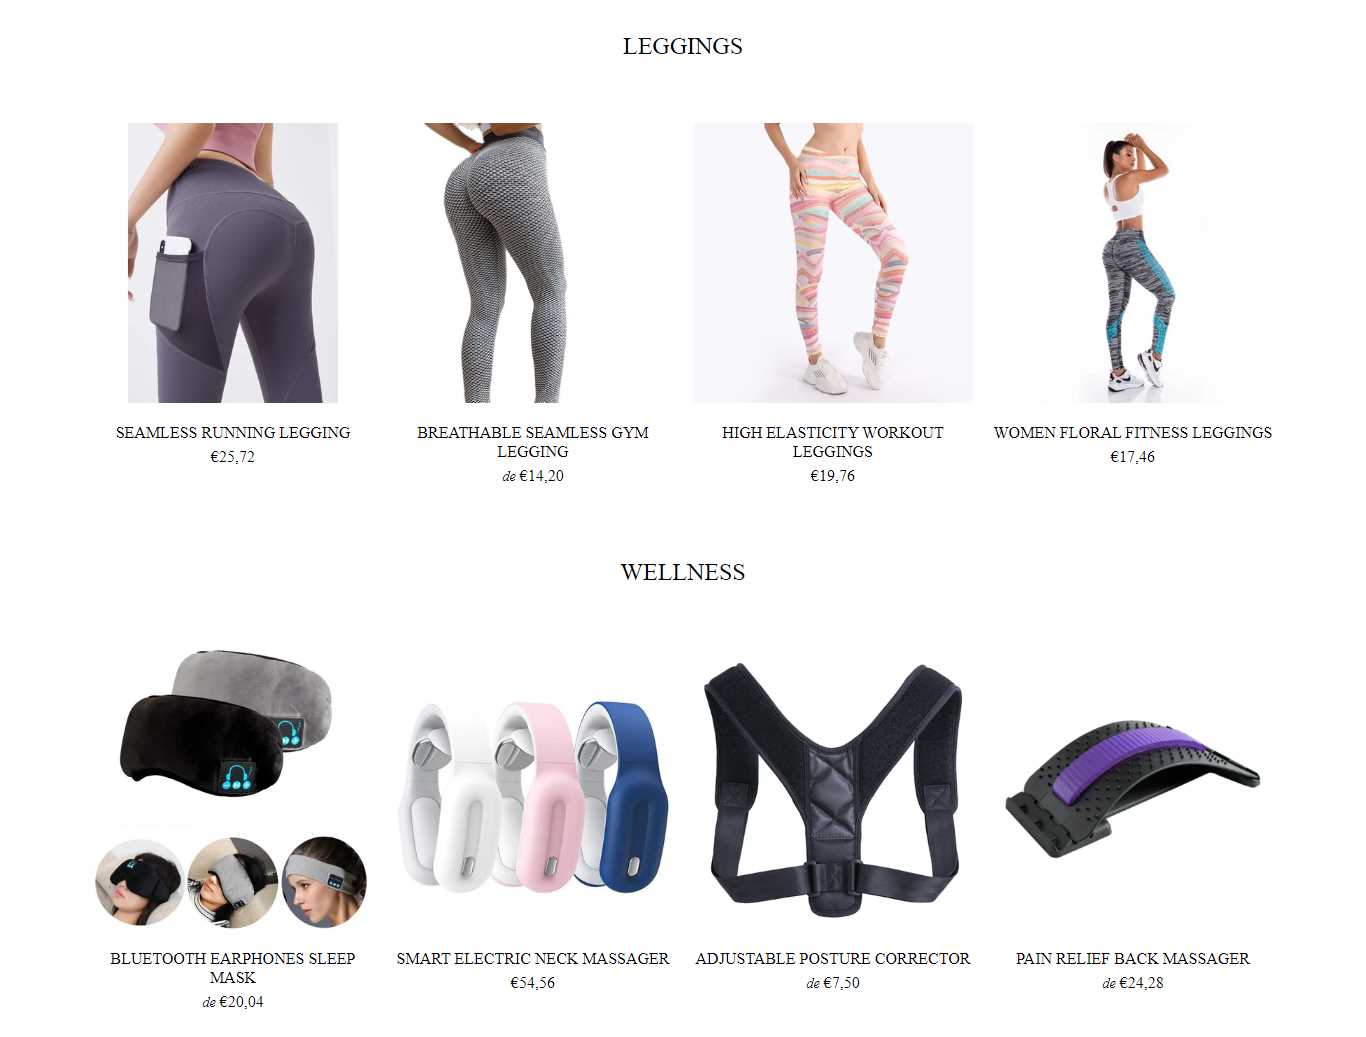 LEGGINGS
SEAMLESS RUNNING LEGGING
€25,72
BREATHABLE SEAMLESS GYM
LEGGING
de €14,20
HIGH ELASTICITY WORKOUT
LEGGINGS
€19,76
WOMEN FLORAL FITNESS LEGGINGS
€17,46
WELLNESS
BLUETOOTH EARPHONES SLEEP
MASK
de €20,04
SMART ELECTRIC NECK MASSAGER
€54,56
ADJUSTABLE POSTURE CORRECTOR
de €7,50
PAIN RELIEF BACK MASSAGER
de €24,28